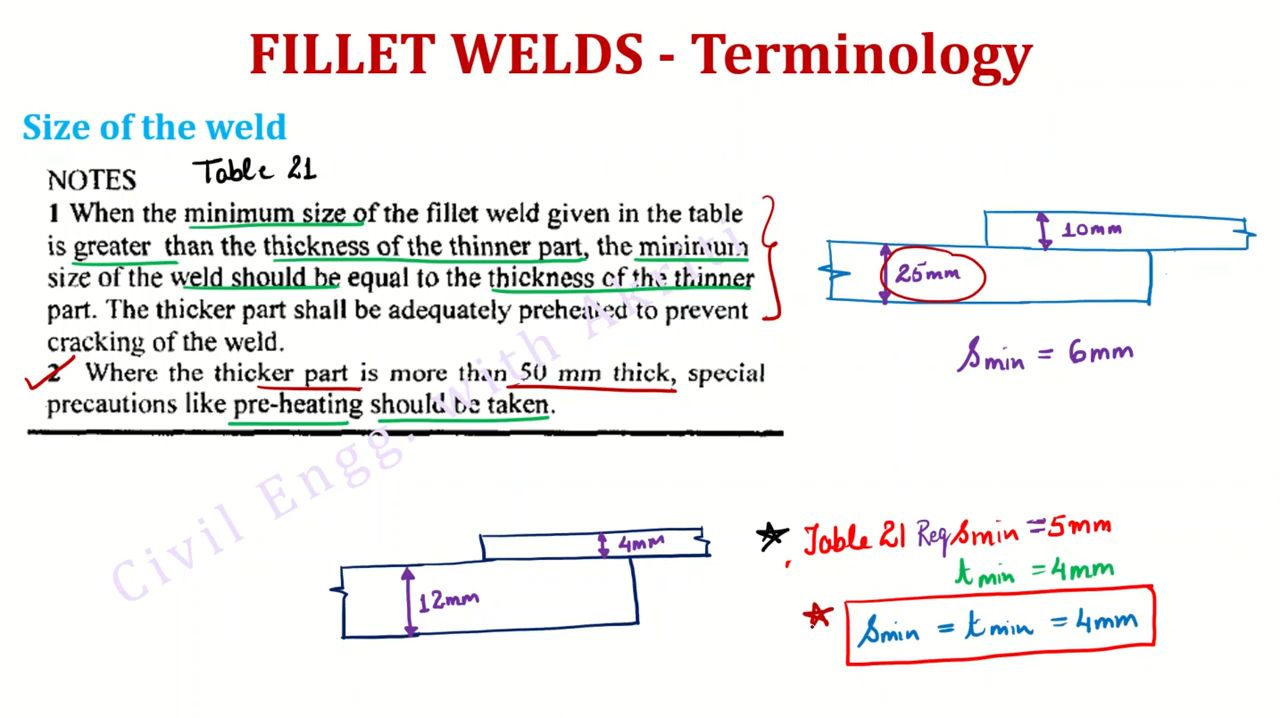 FILLET WELDS - Terminology
Size of the weld
NOTES Table 21
1 When the minimum size of the fillet weld given in the table
is greater than the thickness of the thinner part, the minimum
size of the weld should be equal to the thickness of the thinner
part. The thicker part shall be adequately preheated to prevent
cracking of the weld.
2 Where the thicker part is more than 50 mm thick, special
precautions like pre-heating should be taken.
10mm
25mm
Smin = 6mm
4mm
12mm
Table 21 Req Smin = 5mm
tmin = 4mm
Smin = tmin = 4mm
Civil Engg. with Akriti